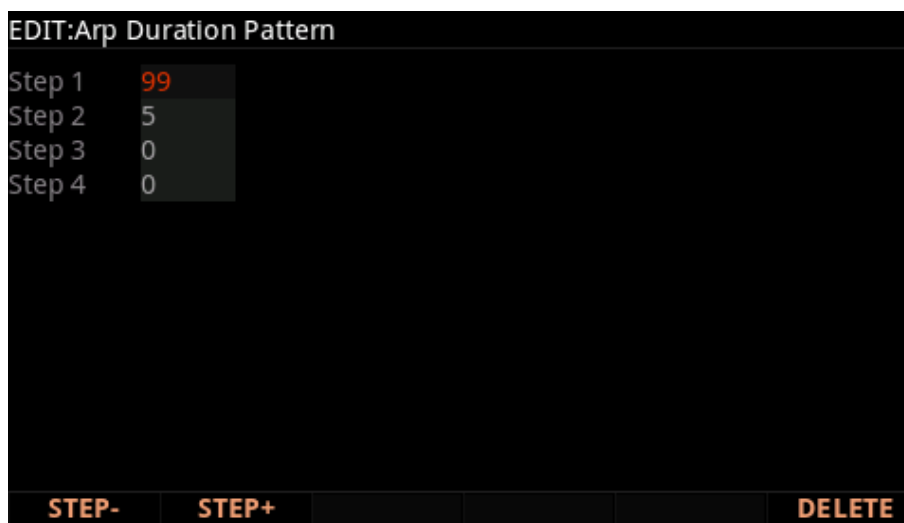 EDIT:Arp Duration Pattern
Step 1 99
Step 2 5
Step 3 0
Step 4 0
STEP- STEP+ DELETE